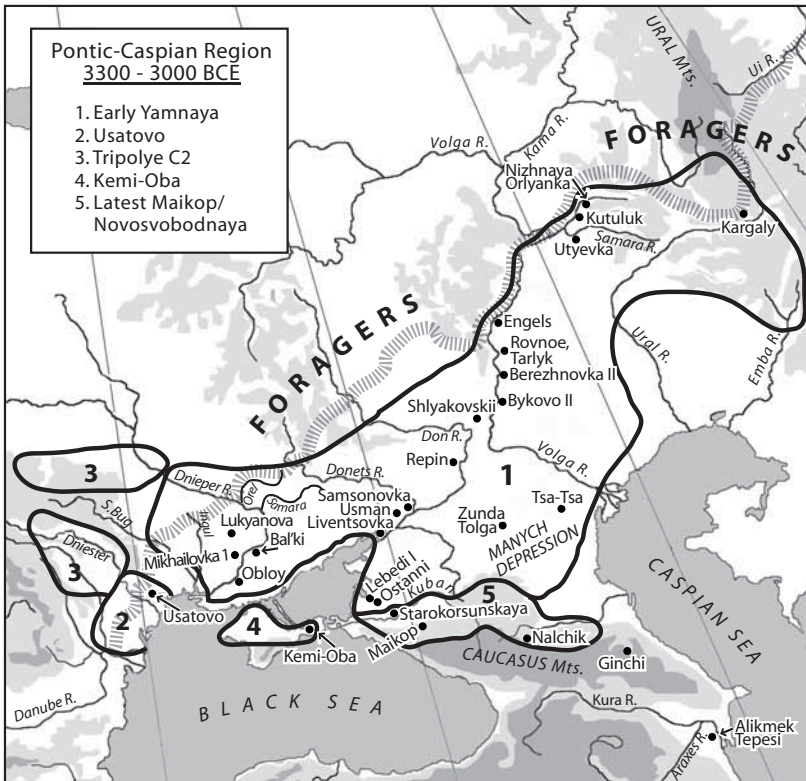 Pontic-Caspian Region
3300 - 3000 BCE
1. Early Yamnaya
2. Usatovo
3. Tripolye C2
4. Kemi-Oba
5. Latest Maikop/
Novosvobodnaya
URAL Mts.
Ui R.
FORAGERS
Kama R.
Volga R.
Nizhnaya
Orlyanka
Kutuluk
Kargaly
Utyevka
Samara R.
FORAGERS
Engels
Rovnoe,
Tarlyk
Berezhnovka II
Bykovo II
Ural R.
Emba R.
Shlyakovskii
Don R.
Volga R.
Repin
1
3
Dnieper R.
Orel
Donets R.
Samara
Samsonovka
Usman
Liventsovka
Tsa-Tsa
Zunda
Tolga
MANYCH
DEPRESSION
S.Bug
Ingul
Lukyanova
Bal'ki
Mikhailovka 1
Obloy
Dniester
3
2
Usatovo
Lebedi I
Ostanni
Kuban
5
Starokorsunskaya
4
Kemi-Oba
Maikop
Nalchik
CAUCASUS Mts.
Ginchi
CASPIAN SEA
Danube R.
BLACK SEA
Kura R.
Araxes R.
Alikmek
Tepesi